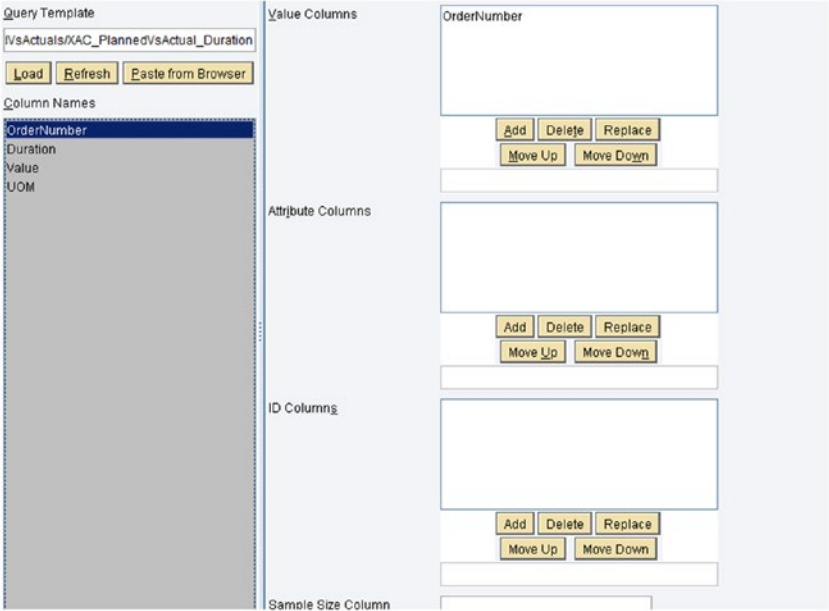 Query Template
lVsActuals/XAC_PlannedVsActual_Duration
Load Refresh Paste from Browser
Column Names
OrderNumber
Duration
Value
UOM
Value Columns
OrderNumber
Add Delete Replace
Move Up Move Down
Attribute Columns
Add Delete Replace
Move Up Move Down
ID Columns
Add Delete Replace
Move Up Move Down
Sample Size Column